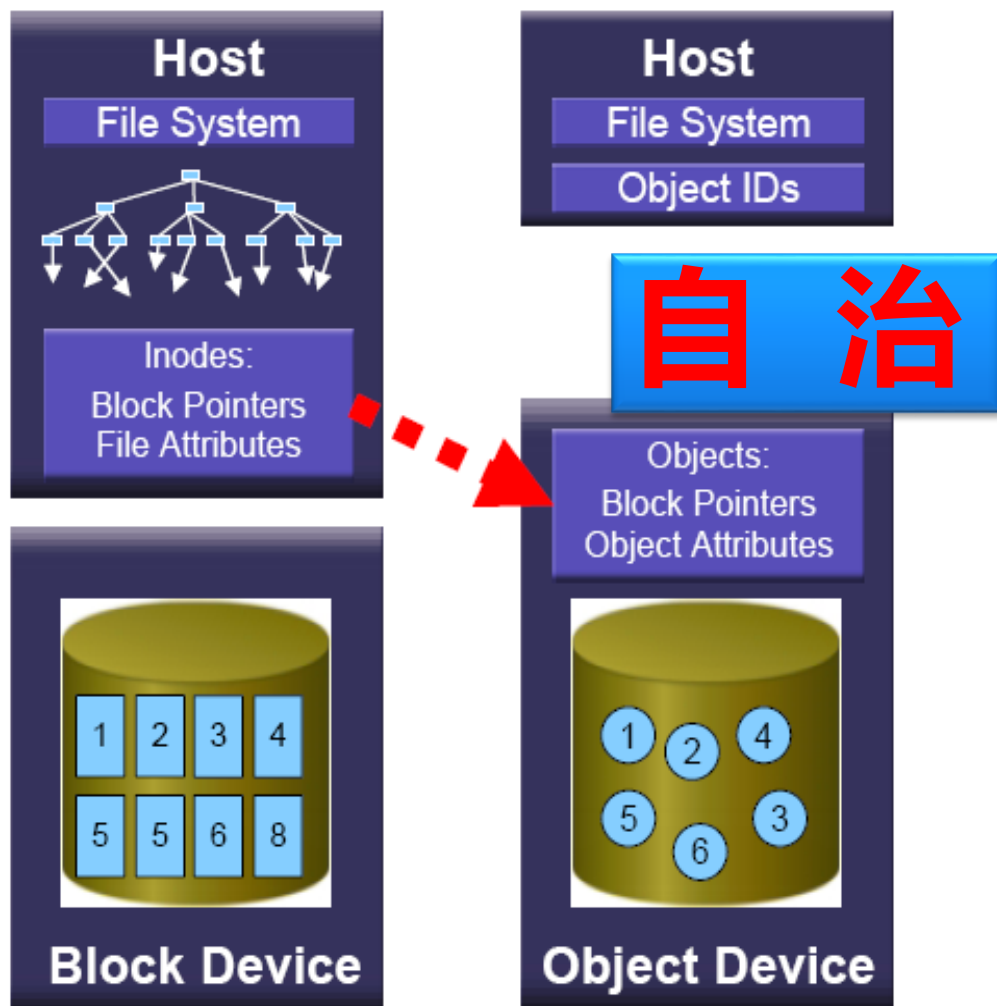 Host
File System
Inodes:
Block Pointers
File Attributes
1 2 3 4
5 5 6 8
Block Device
Host
File System
Object IDs
自 治
Objects:
Block Pointers
Object Attributes
1 2 4
5 6 3
Object Device